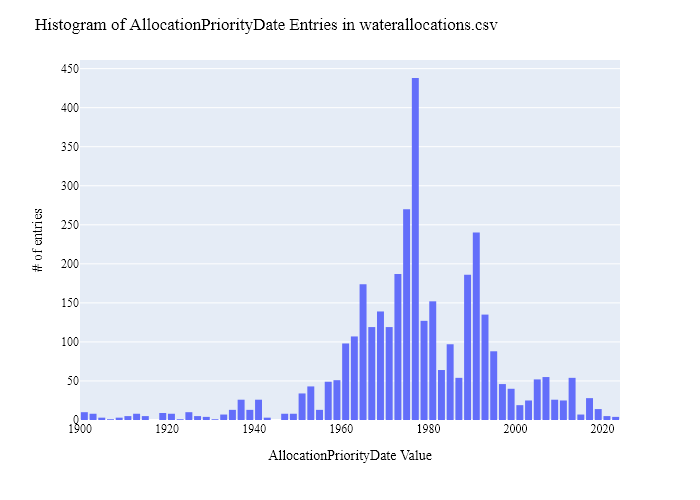 Histogram of AllocationPriorityDate Entries in waterallocations.csv
450
400
350
300
250
200
150
100
50
0
# of entries
1900 1920 1940 1960 1980 2000 2020
AllocationPriorityDate Value